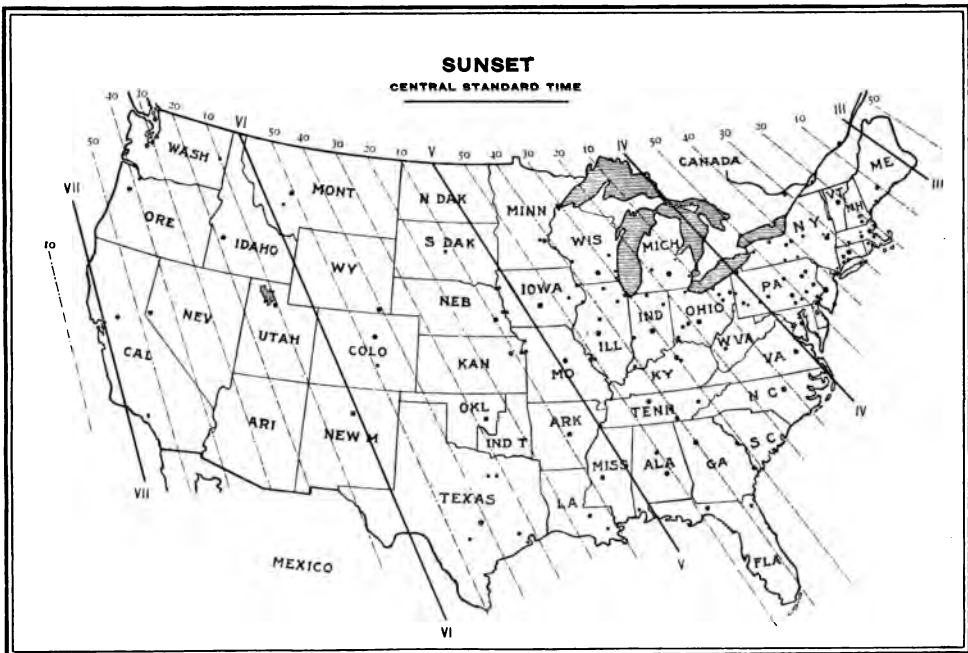 SUNSET
CENTRAL STANDARD TIME
40 30 20 10 VI 50 40 30 20 10 V 50 40 30 20 10 IV 50 40 30 20 10 III 50
50
VII
10
WASH
MONT
N DAK
MINN
CANADA
ME
III
ORE
IDAHO
S DAK
WIS
MICH
N Y
VT
NH
WY
IOWA
PA
NEV
NEB
IND
OHIO
UTAH
ILL
W VA
CAL
COLO
KAN
MO
KY
VA
IV
ARI
NEW M
OKL
IND T
ARK
TENN
N C
S C
MISS
ALA
GA
VII
TEXAS
LA
FLA
V
MEXICO
VI